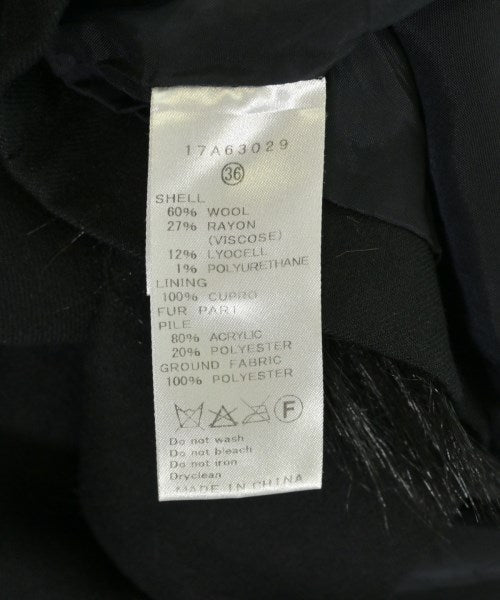 17A63029
36
SHELL
60% WOOL
27% RAYON
(VISCOSE)
12% LYOCELL
1% POLYURETHANE
LINING
100% CUPRO
FUR PART
PILE
80% ACRYLIC
20% POLYESTER
GROUND FABRIC
100% POLYESTER
F
Do not wash
Do not bleach
Do not iron
Dryclean
MADE IN CHINA